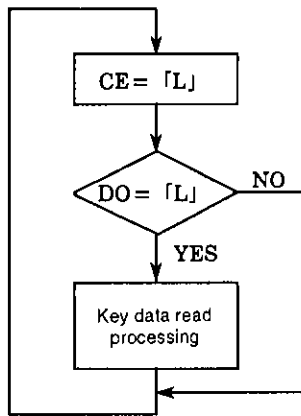 CE = 「L」
DO = 「L」
NO
YES
Key data read
processing